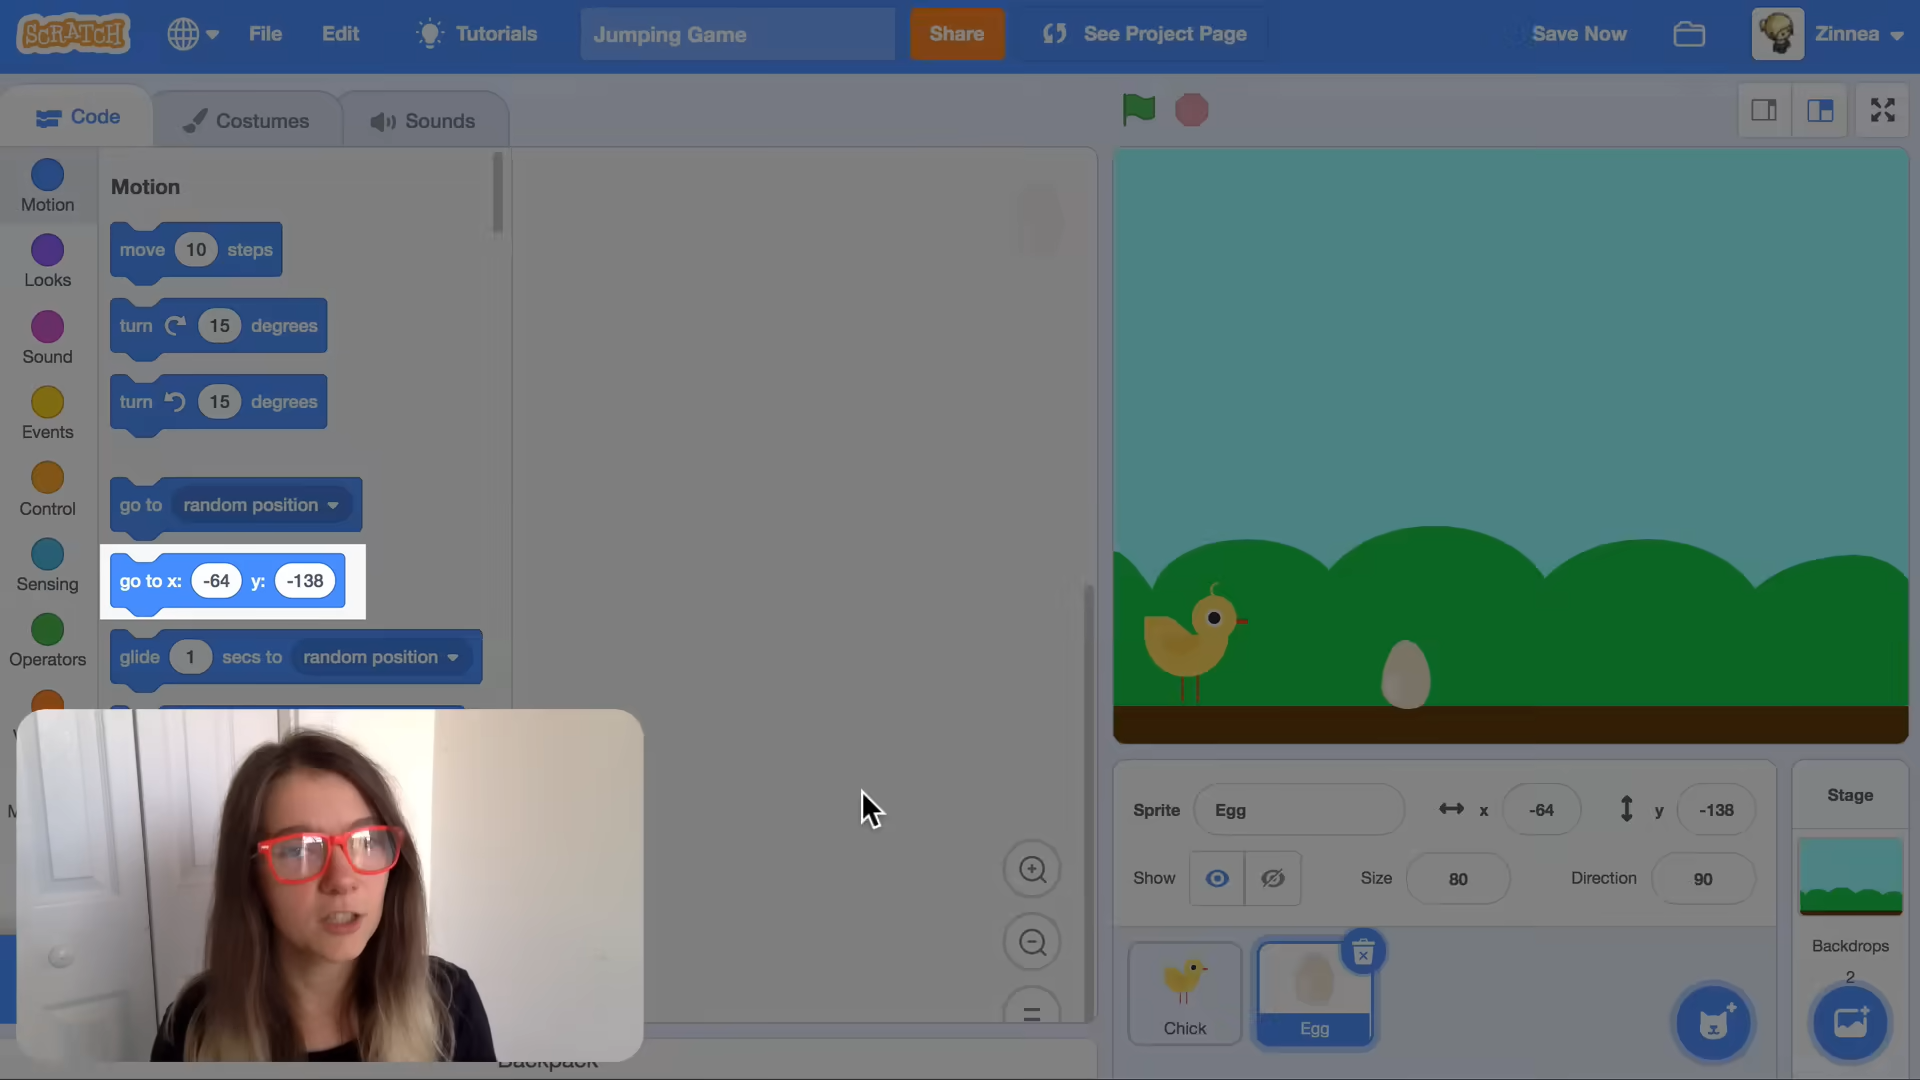 SCRATCH
File
Edit
Tutorials
Jumping Game
Share
See Project Page
Save Now
Zinnea
Code
Costumes
Sounds
Motion
Looks
Sound
Events
Control
Sensing
Operators
Motion
move 10 steps
turn 15 degrees
turn 15 degrees
go to random position
go to x: -64 y: -138
glide 1 secs to random position
Sprite Egg x -64 y -138
Show Size 80 Direction 90
Chick
Egg
Stage
Backdrops
2
Backpack